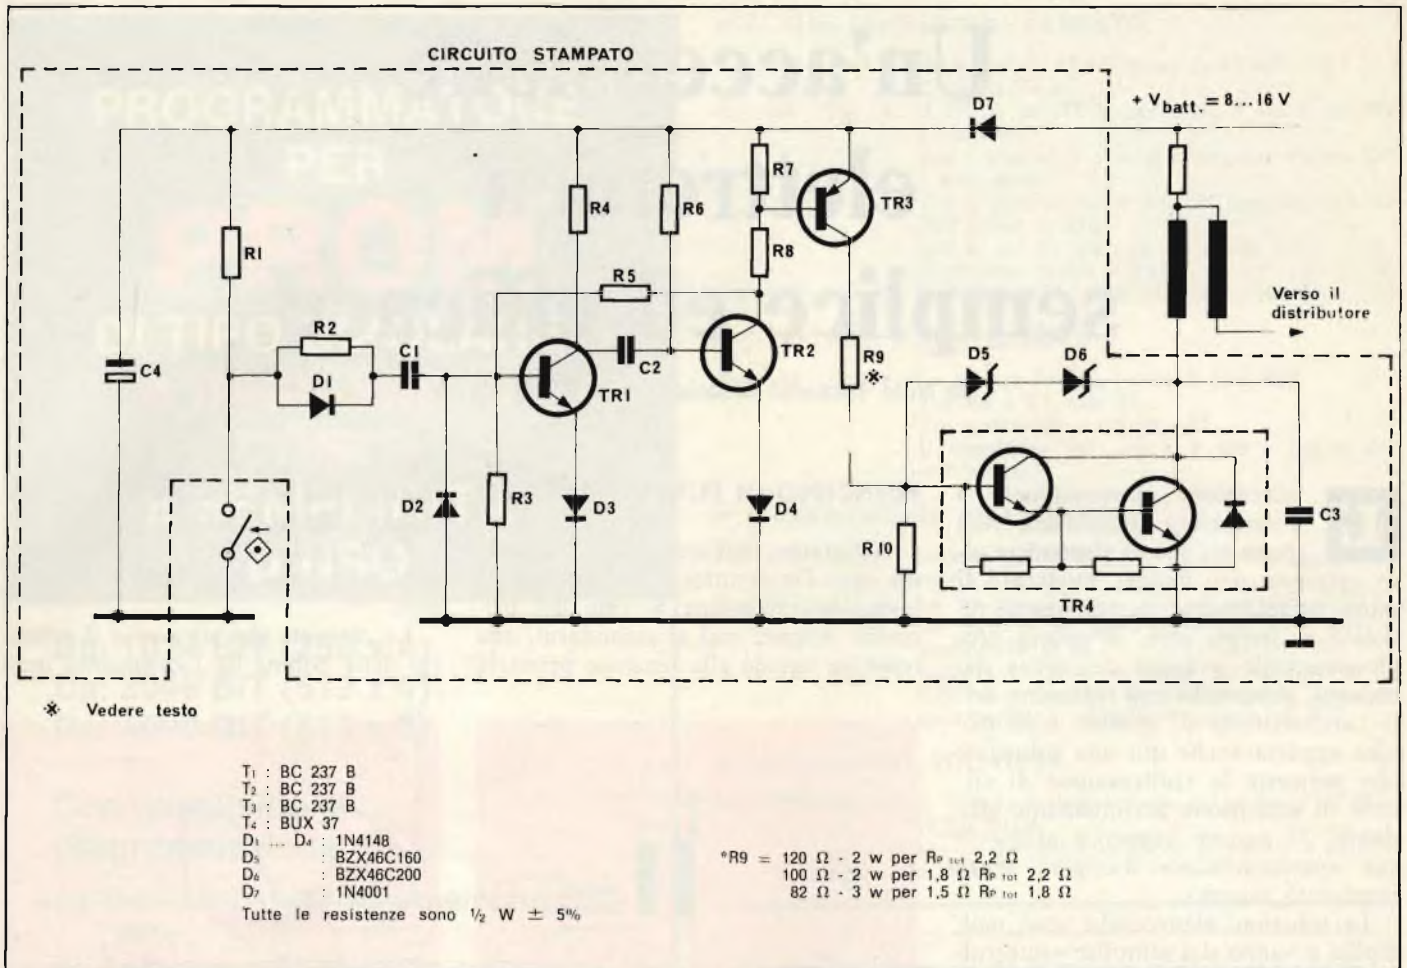 CIRCUITO STAMPATO
D7
+ Vbatt. = 8...16 V
R1
R4
R6
R7
TR3
R8
R5
R2
D1
C1
C4
TR1
C2
TR2
R9
※
Verso il
distributore
D5
D6
D2
R3
D3
D4
R10
C3
TR4
※ Vedere testo
T1 : BC 237 B
T2 : BC 237 B
T3 : BC 237 B
T4 : BUX 37
D1 ... D4 : 1N4148
D5 : BZX46C160
D6 : BZX46C200
D7 : 1N4001
Tutte le resistenze sono ½ W ± 5%
*R9 = 120 Ω - 2 w per Rp tot 2,2 Ω
100 Ω - 2 w per 1,8 Ω Rp tot 2,2 Ω
82 Ω - 3 w per 1,5 Ω Rp tot 1,8 Ω